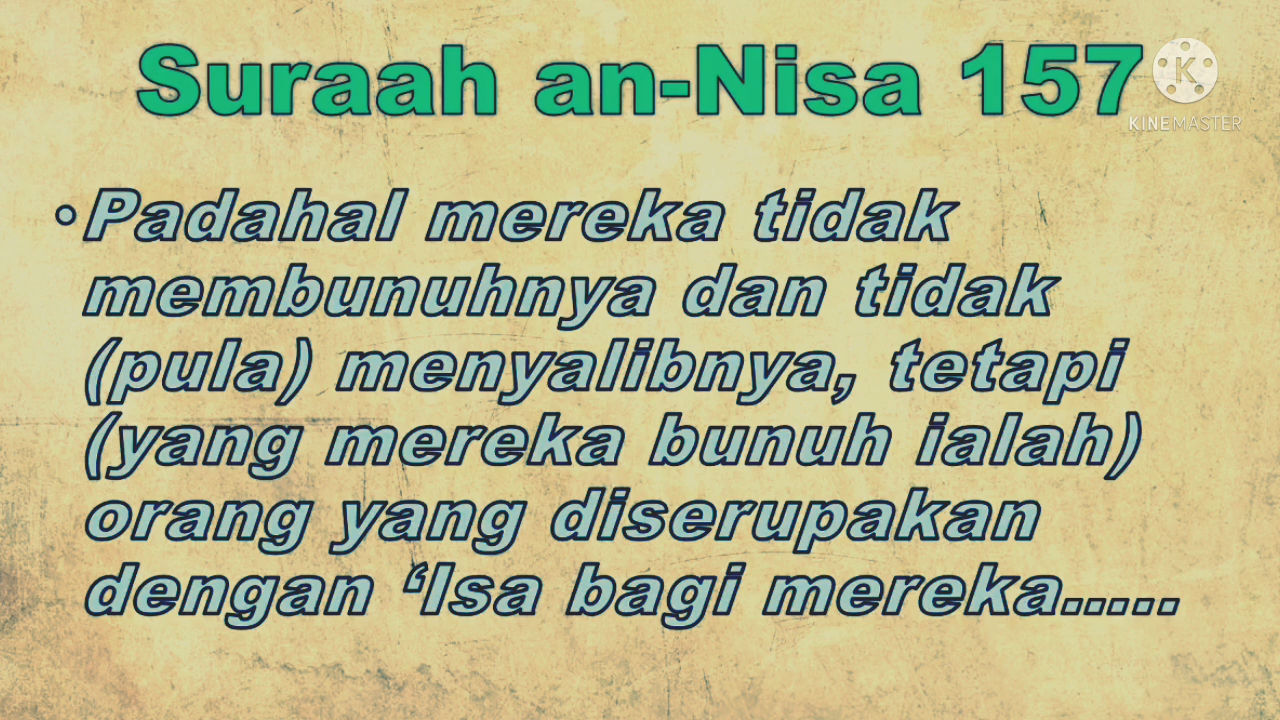 Suraah an-Nisa 157
K
KINEMASTER
•Padahal mereka tidak
membunuhnya dan tidak
(pula) menyalibnya, tetapi
(yang mereka bunuh ialah)
orang yang diserupakan
dengan ‘Isa bagi mereka.....